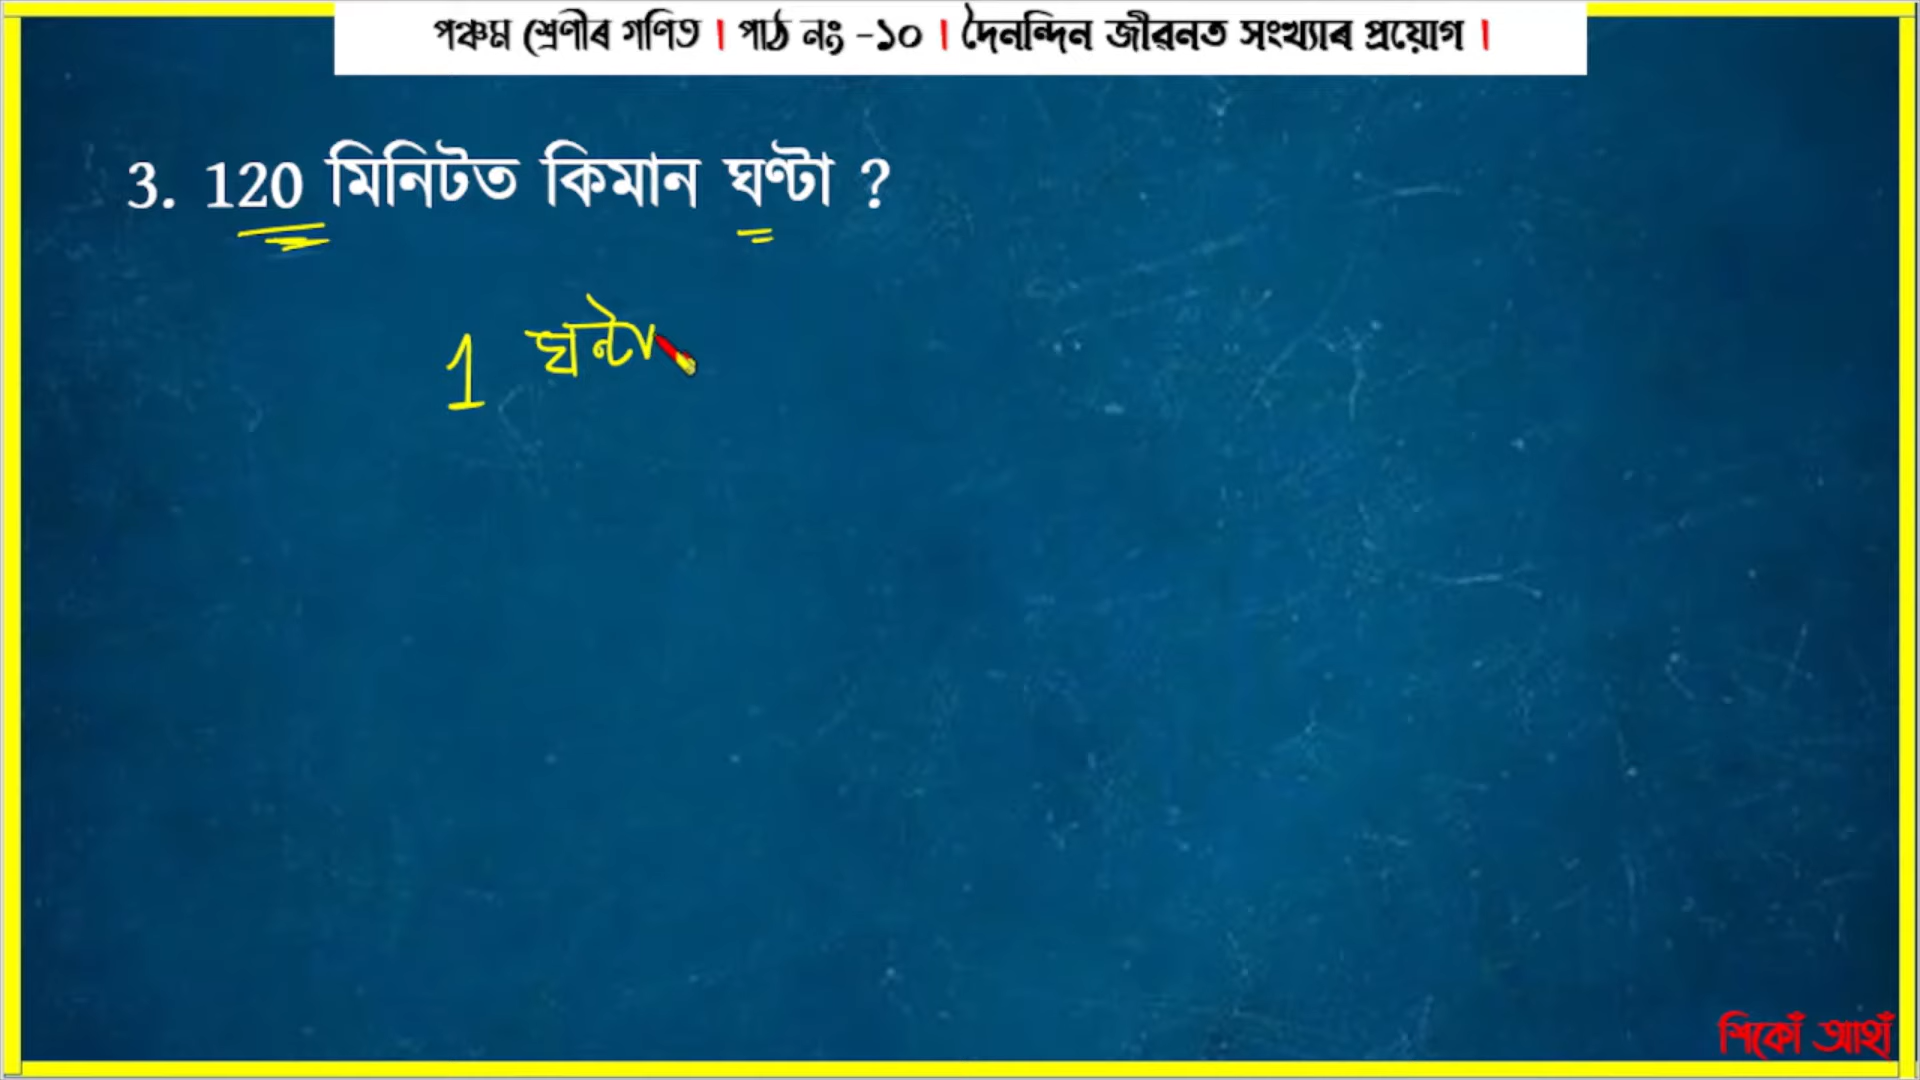 পঞ্চম শ্ৰেণীৰ গণিত । পাঠ নং -১০ । দৈনন্দিন জীৱনত সংখ্যাৰ প্ৰয়োগ ।
3. 120 মিনিটত কিমান ঘণ্টা ?
1 ঘন্টা
শিকোঁ আহাঁ